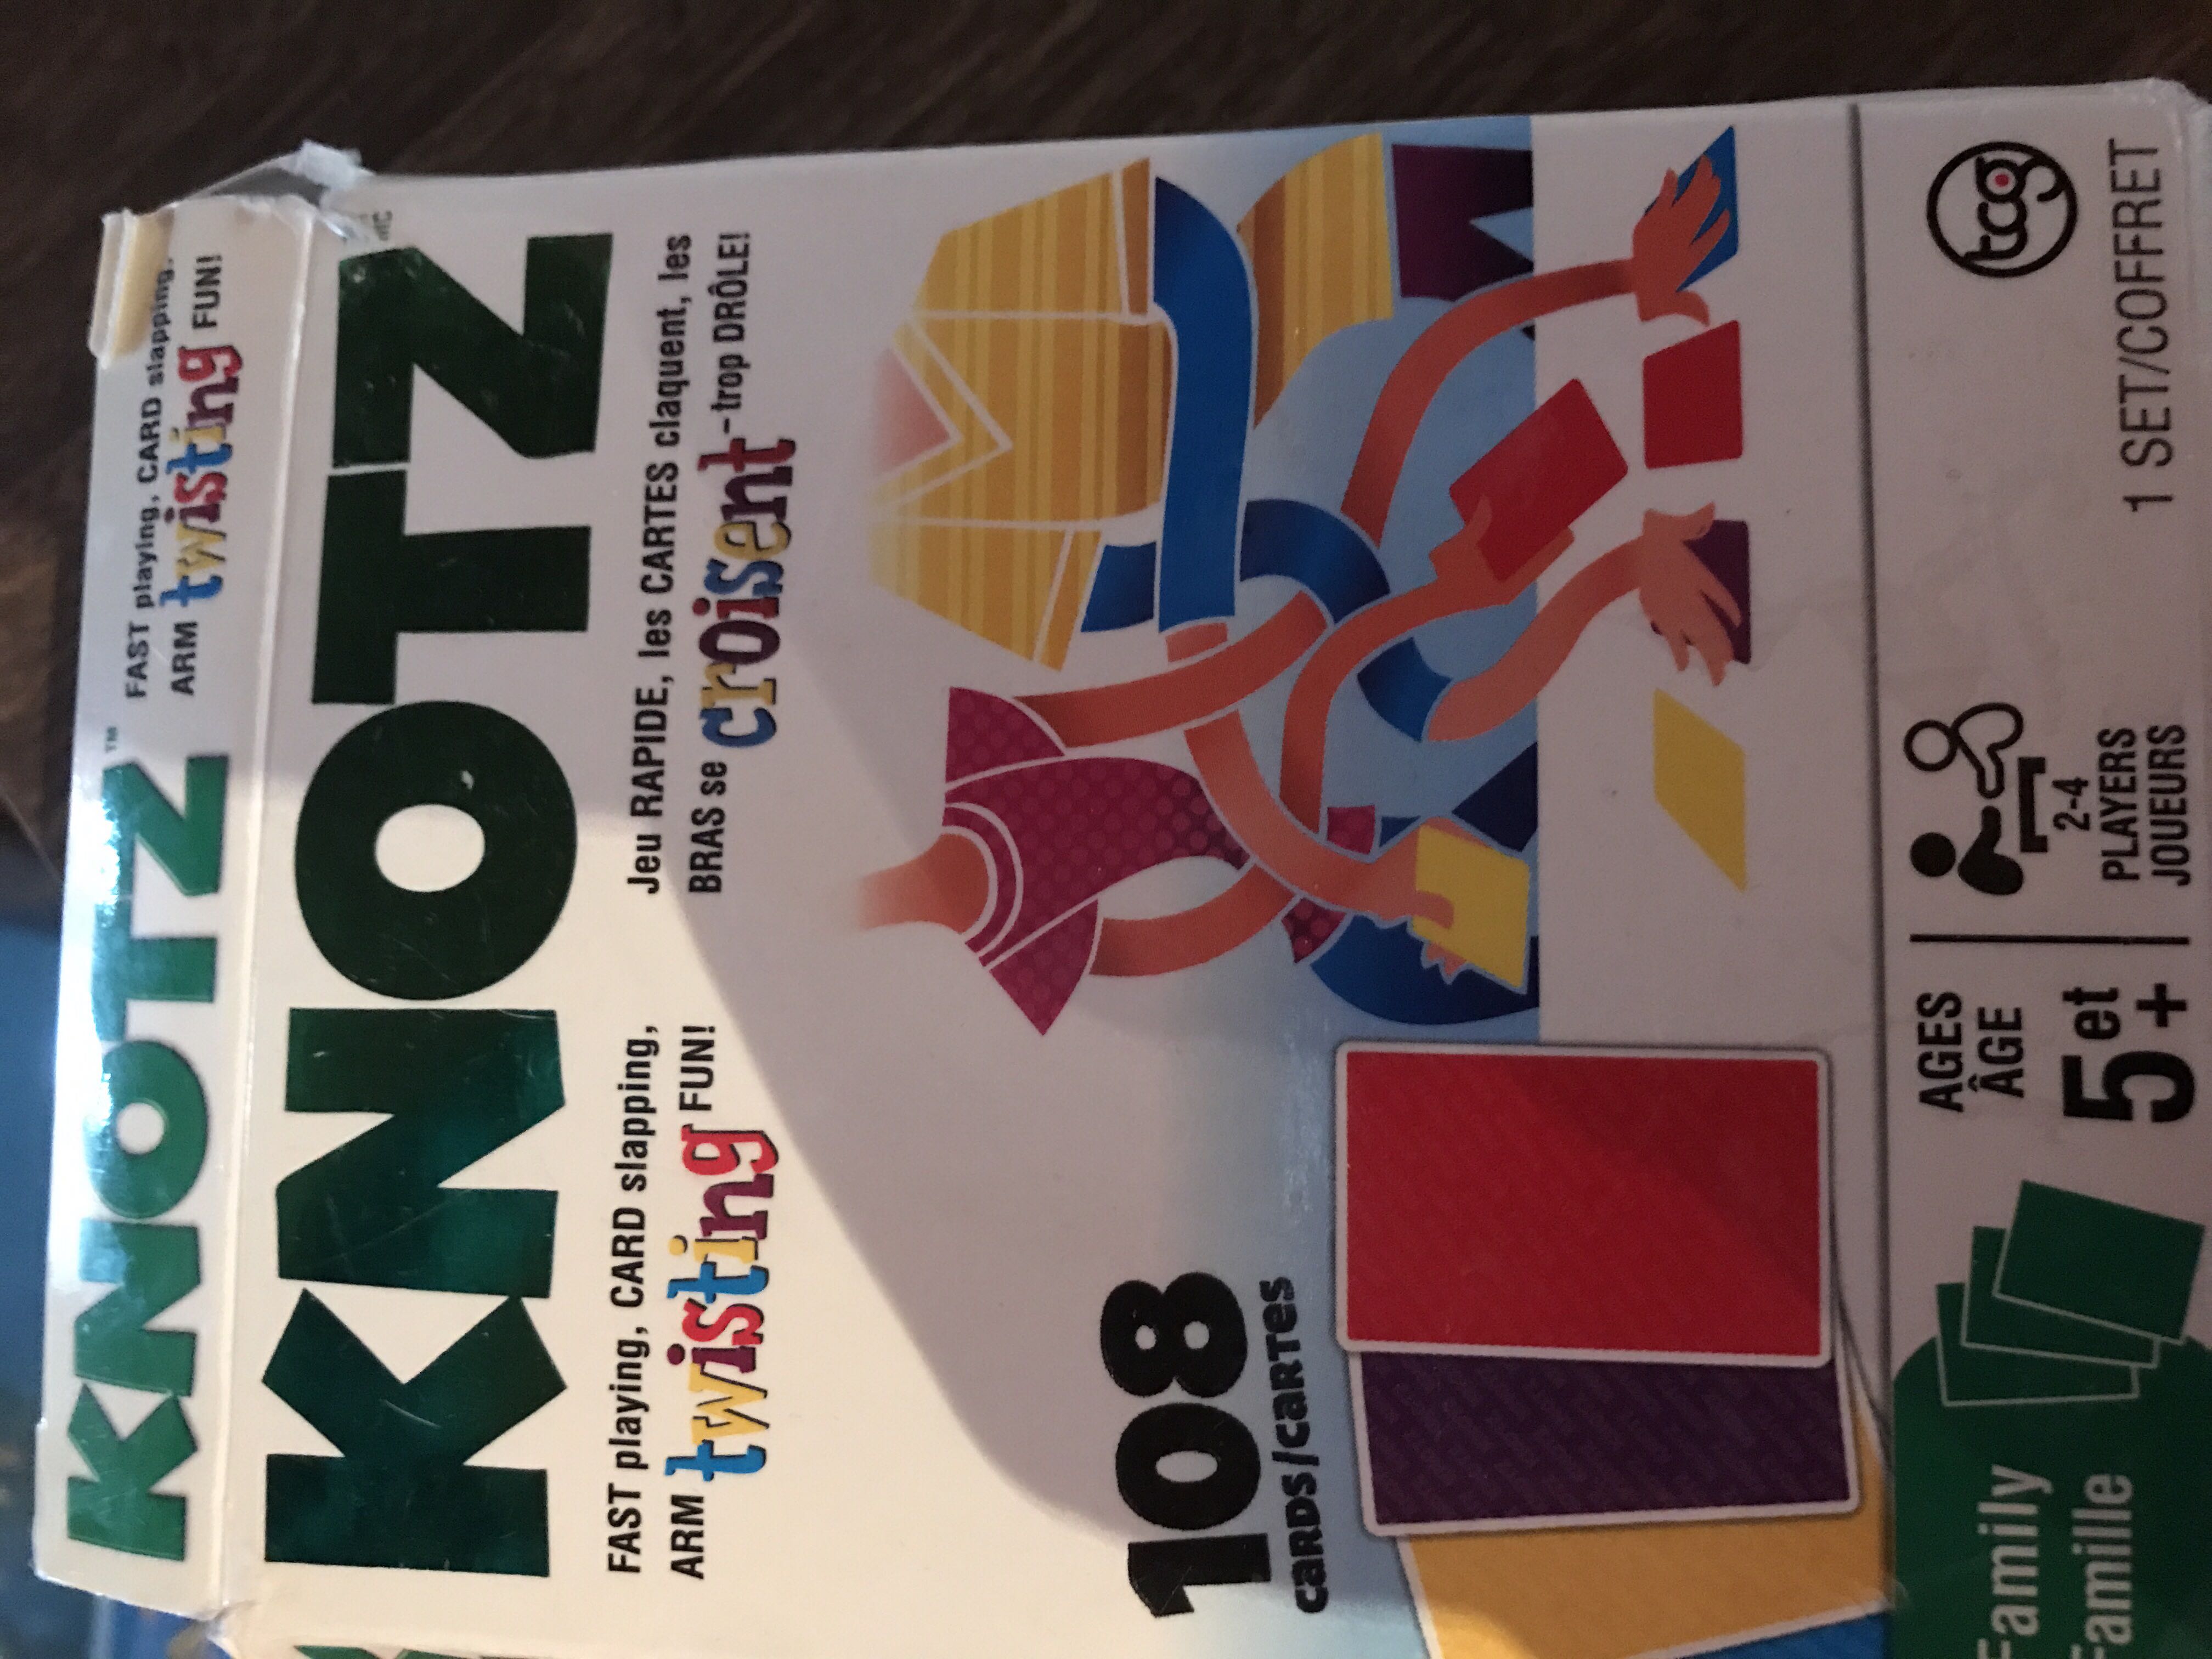 KNOTZ™
FAST playing, CARD slapping,
ARM twisting FUN!
KNOTZ
MC
FAST playing, CARD slapping,
ARM twisting FUN!
Jeu RAPIDE, les CARTES claquent, les
BRAS se croisent-trop DRÔLE!
108
cards/cartes
Family
Famille
AGES
ÂGE
5 et
+
2-4
PLAYERS
JOUEURS
tcg
1 SET/COFFRET